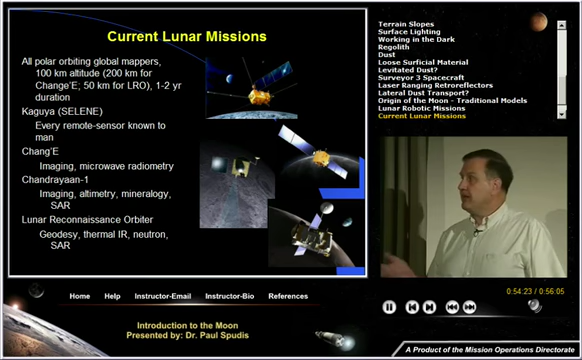 Current Lunar Missions
All polar orbiting global mappers,
100 km altitude (200 km for
Change'E; 50 km for LRO), 1-2 yr
duration
Kaguya (SELENE)
Every remote-sensor known to
man
Chang'E
Imaging, microwave radiometry
Chandrayaan-1
Imaging, altimetry, mineralogy,
SAR
Lunar Reconnaissance Orbiter
Geodesy, thermal IR, neutron,
SAR
Terrain Slopes
Surface Lighting
Working in the Dark
Regolith
Dust
Loose Surficial Material
Levitated Dust?
Surveyor 3 Spacecraft
Laser Ranging Retroreflectors
Lateral Dust Transport?
Origin of the Moon - Traditional Models
Lunar Robotic Missions
Current Lunar Missions
0:54:23 / 0:56:05
Home Help Instructor-Email Instructor-Bio References
Introduction to the Moon
Presented by: Dr. Paul Spudis
A Product of the Mission Operations Directorate